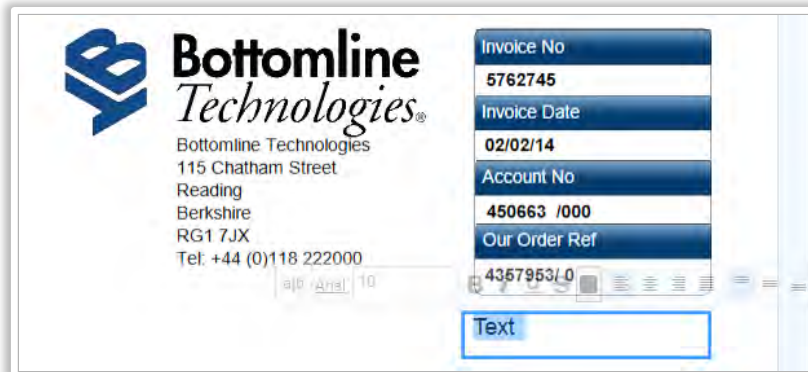 Bottomline
Technologies®
Bottomline Technologies
115 Chatham Street
Reading
Berkshire
RG1 7JX
Tel: +44 (0)118 222000
Invoice No
5762745
Invoice Date
02/02/14
Account No
450663 /000
Our Order Ref
4357953/ 0
a|b Arial 10
B I U S
Text